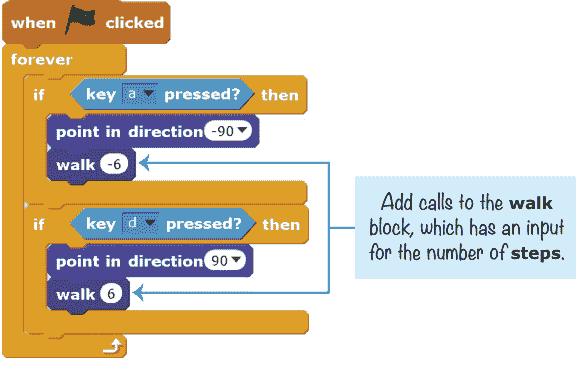 when clicked
forever
if key a pressed? then
point in direction -90
walk -6
if key d pressed? then
point in direction 90
walk 6
Add calls to the walk
block, which has an input
for the number of steps.